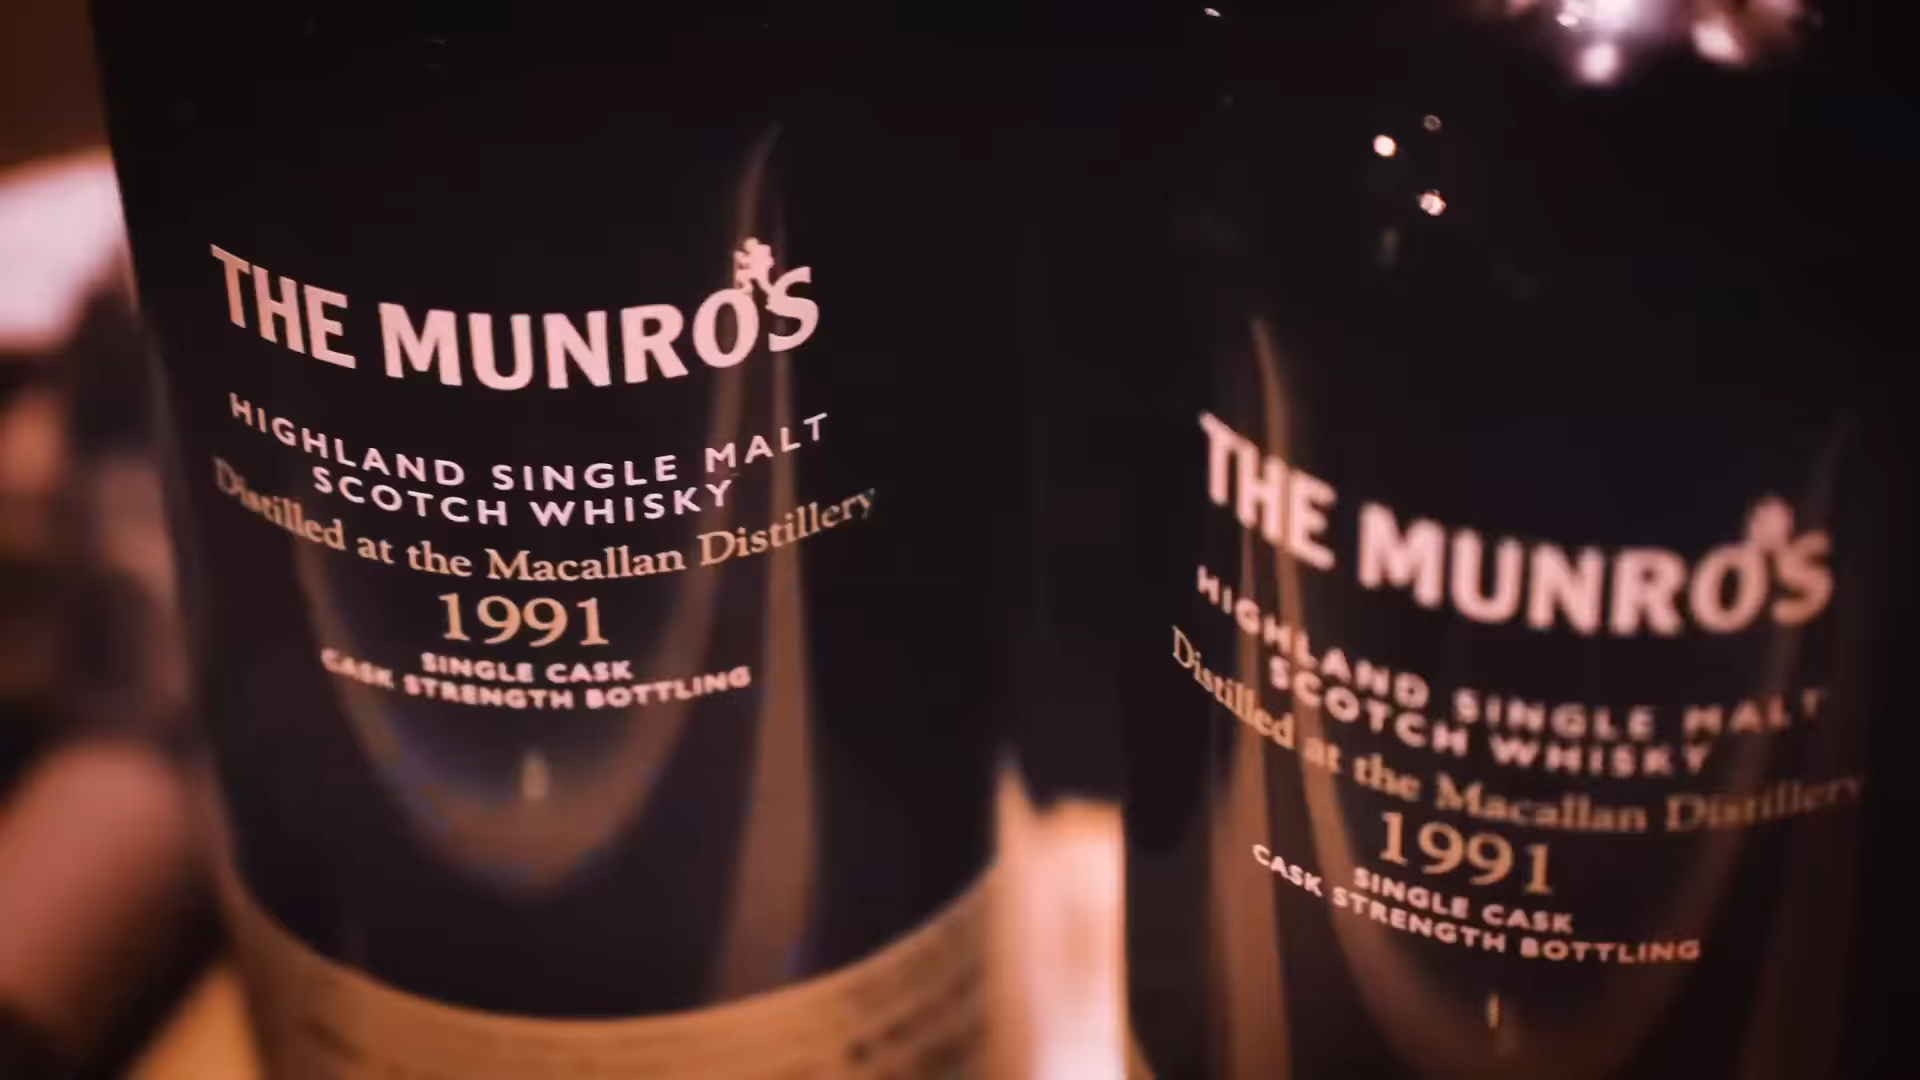 THE MUNRO'S
HIGHLAND SINGLE MALT
SCOTCH WHISKY
Distilled at the Macallan Distillery
1991
SINGLE CASK
CASK STRENGTH BOTTLING
THE MUNRO'S
HIGHLAND SINGLE MALT
SCOTCH WHISKY
Distilled at the Macallan Distillery
1991
SINGLE CASK
CASK STRENGTH BOTTLING